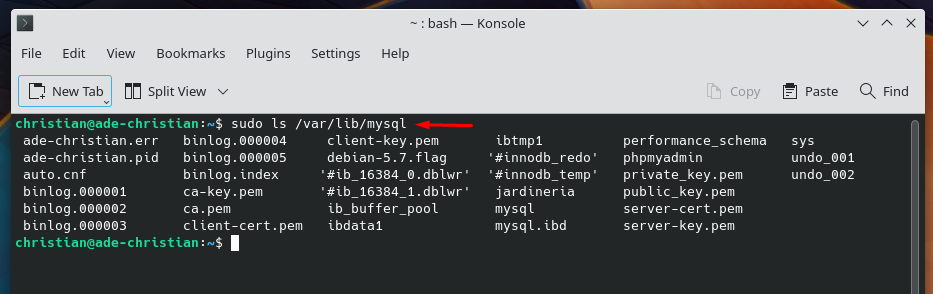 ~ : bash — Konsole
File Edit View Bookmarks Plugins Settings Help
New Tab Split View Copy Paste Find
christian@ade-christian:~$ sudo ls /var/lib/mysql
ade-christian.err binlog.000004 client-key.pem ibtmp1 performance_schema sys
ade-christian.pid binlog.000005 debian-5.7.flag '#innodb_redo' phpmyadmin undo_001
auto.cnf binlog.index '#ib_16384_0.dblwr' '#innodb_temp' private_key.pem undo_002
binlog.000001 ca-key.pem '#ib_16384_1.dblwr' jardineria public_key.pem
binlog.000002 ca.pem ib_buffer_pool mysql server-cert.pem
binlog.000003 client-cert.pem ibdata1 mysql.ibd server-key.pem
christian@ade-christian:~$